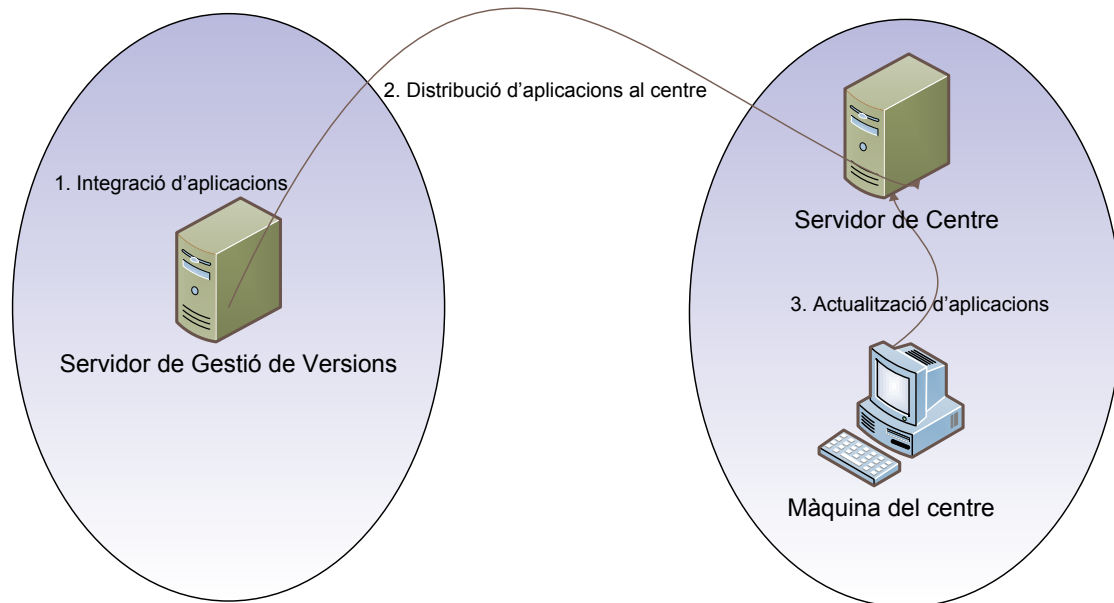 2. Distribució d’aplicacions al centre
1. Integració d’aplicacions
Servidor de Gestió de Versions
Servidor de Centre
3. Actualització d’aplicacions
Màquina del centre